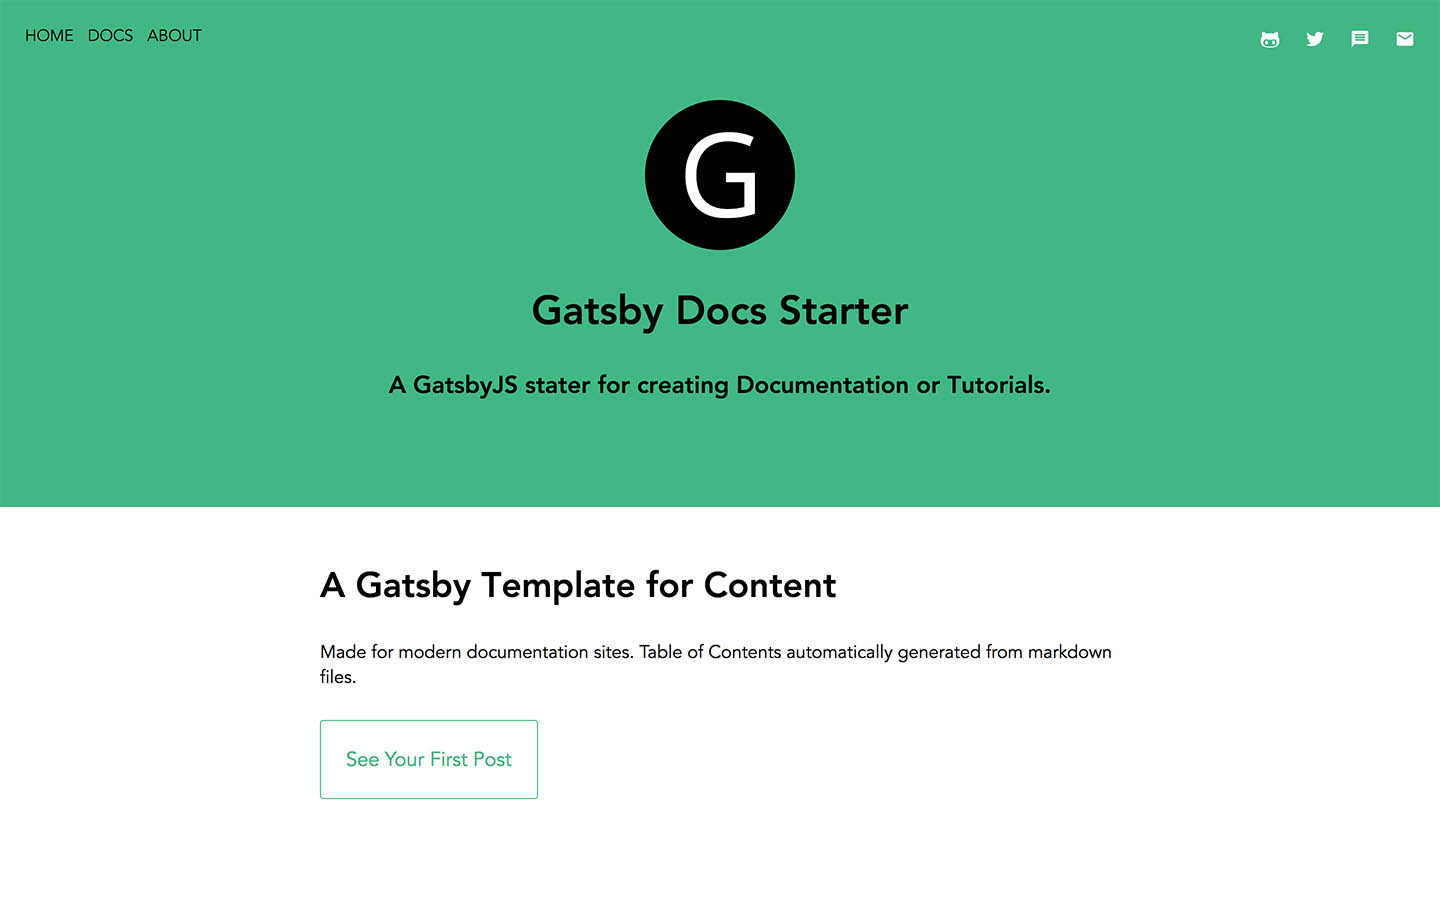 HOME DOCS ABOUT
G
Gatsby Docs Starter
A GatsbyJS stater for creating Documentation or Tutorials.
A Gatsby Template for Content
Made for modern documentation sites. Table of Contents automatically generated from markdown
files.
See Your First Post